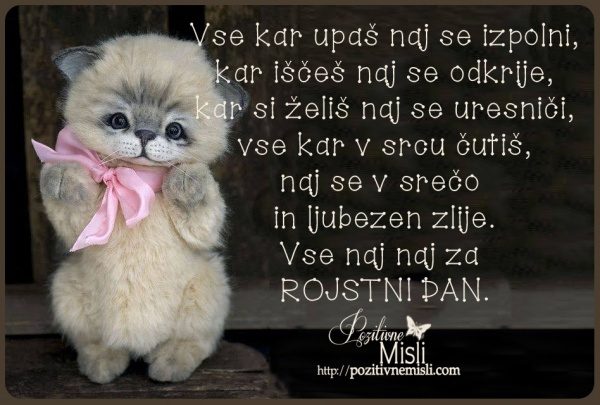 Vse kar upaš naj se izpolni,
kar iščeš naj se odkrije,
kar si želiš naj se uresniči,
vse kar v srcu čutiš,
naj se v srečo
in ljubezen zlije.
Vse naj naj za
ROJSTNI DAN.
Pozitivne
Misli
http://pozitivnemisli.com